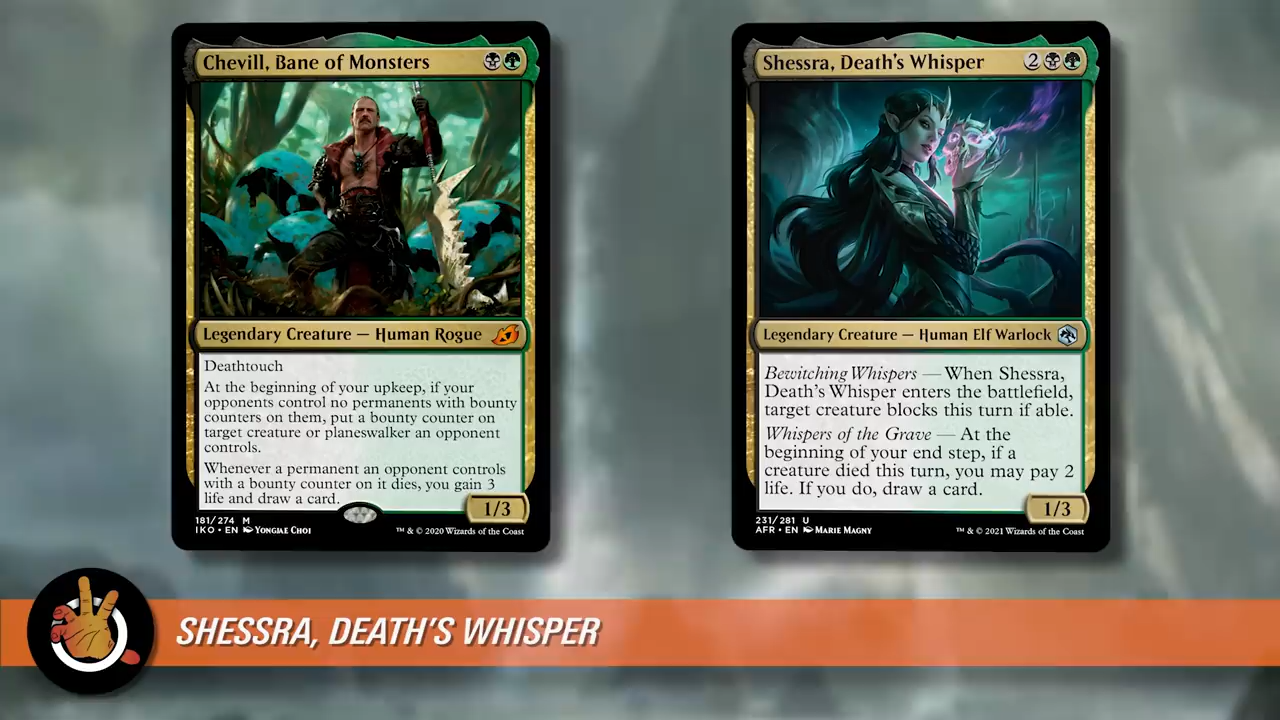 Chevill, Bane of Monsters
Legendary Creature — Human Rogue
Deathtouch
At the beginning of your upkeep, if your
opponents control no permanents with bounty
counters on them, put a bounty counter on
target creature or planeswalker an opponent
controls.
Whenever a permanent an opponent controls
with a bounty counter on it dies, you gain 3
life and draw a card.
1/3
181/274 M
IKO • EN Yongjae Choi
™ & © 2020 Wizards of the Coast
Shessra, Death's Whisper 2
Legendary Creature — Human Elf Warlock
Bewitching Whispers — When Shessra,
Death's Whisper enters the battlefield,
target creature blocks this turn if able.
Whispers of the Grave — At the
beginning of your end step, if a
creature died this turn, you may pay 2
life. If you do, draw a card.
1/3
231/281 U
AFR • EN Marie Magny
™ & © 2021 Wizards of the Coast
SHESSRA, DEATH'S WHISPER